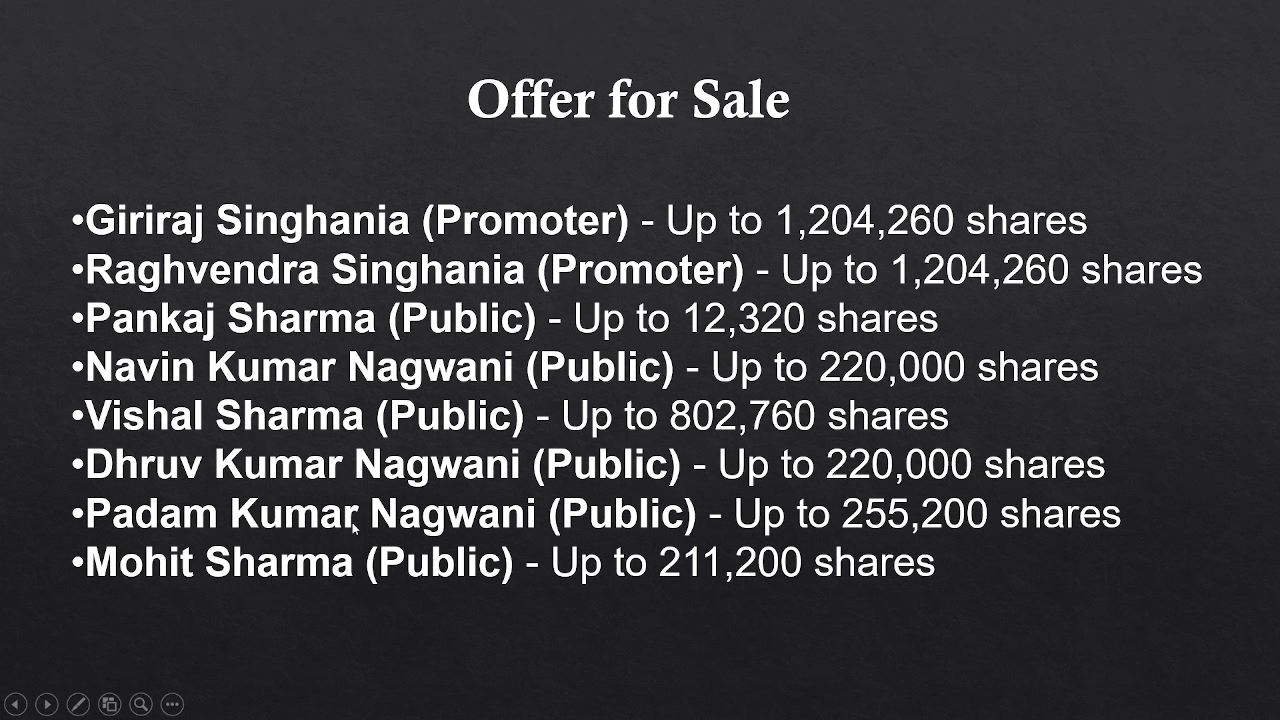 Offer for Sale
•Giriraj Singhania (Promoter) - Up to 1,204,260 shares
•Raghvendra Singhania (Promoter) - Up to 1,204,260 shares
•Pankaj Sharma (Public) - Up to 12,320 shares
•Navin Kumar Nagwani (Public) - Up to 220,000 shares
•Vishal Sharma (Public) - Up to 802,760 shares
•Dhruv Kumar Nagwani (Public) - Up to 220,000 shares
•Padam Kumar Nagwani (Public) - Up to 255,200 shares
•Mohit Sharma (Public) - Up to 211,200 shares